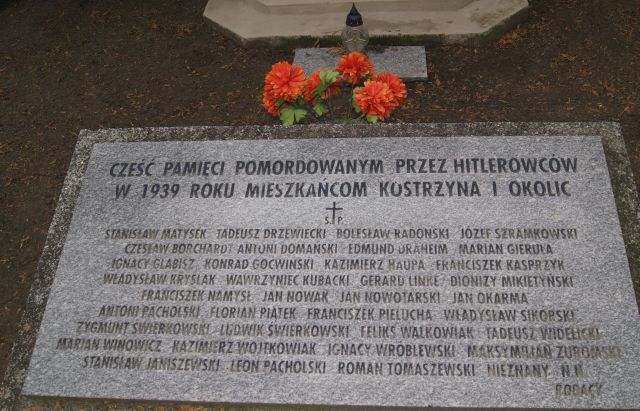 CZEŚĆ PAMIĘCI POMORDOWANYM PRZEZ HITLEROWCÓW
W 1939 ROKU MIESZKAŃCOM KOSTRZYNA I OKOLIC
Ś.P.
STANISŁAW MATYSEK TADEUSZ DRZEWIECKI BOLESŁAW RADOŃSKI JÓZEF SZRAMKOWSKI
CZESŁAW BORCHARDT ANTONI DOMAŃSKI EDMUND DRAHEIM MARIAN GIERUŁA
IGNACY GŁABISZ KONRAD GOCWIŃSKI KAZIMIERZ HAUPA FRANCISZEK KASPRZYK
WŁADYSŁAW KRYŚLAK WAWRZYNIEC KUBACKI GERARD LINKE DIONIZY MIKIETYŃSKI
FRANCISZEK NAMYSŁ JAN NOWAK JAN NOWOTARSKI JAN OKARMA
ANTONI PACHOLSKI FLORIAN PIĄTEK FRANCISZEK PIELUCHA WŁADYSŁAW SIKORSKI
ZYGMUNT ŚWIERKOWSKI LUDWIK ŚWIERKOWSKI FELIKS WALKOWIAK TADEUSZ WIDELICKI
MARIAN WINOWICZ KAZIMIERZ WOJTKOWIAK IGNACY WRÓBLEWSKI MAKSYMILIAN ŻUROMSKI
STANISŁAW JANISZEWSKI LEON PACHOLSKI ROMAN TOMASZEWSKI NIEZNANY N.N.
RODACY